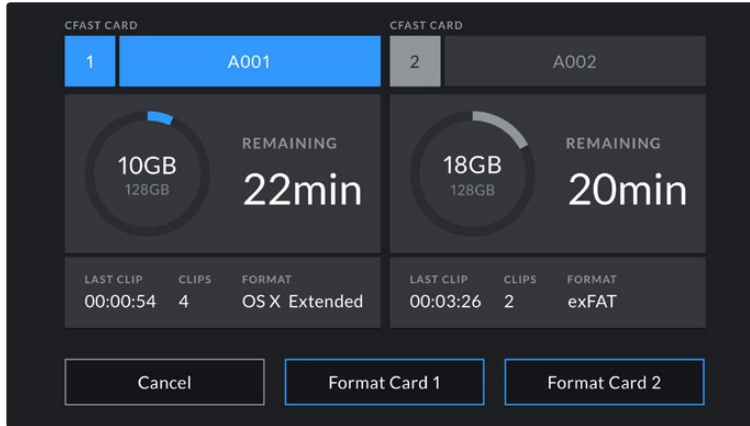 CFAST CARD
1 A001
10GB
128GB
REMAINING
22min
LAST CLIP CLIPS FORMAT
00:00:54 4 OS X Extended
CFAST CARD
2 A002
18GB
128GB
REMAINING
20min
LAST CLIP CLIPS FORMAT
00:03:26 2 exFAT
Cancel
Format Card 1
Format Card 2